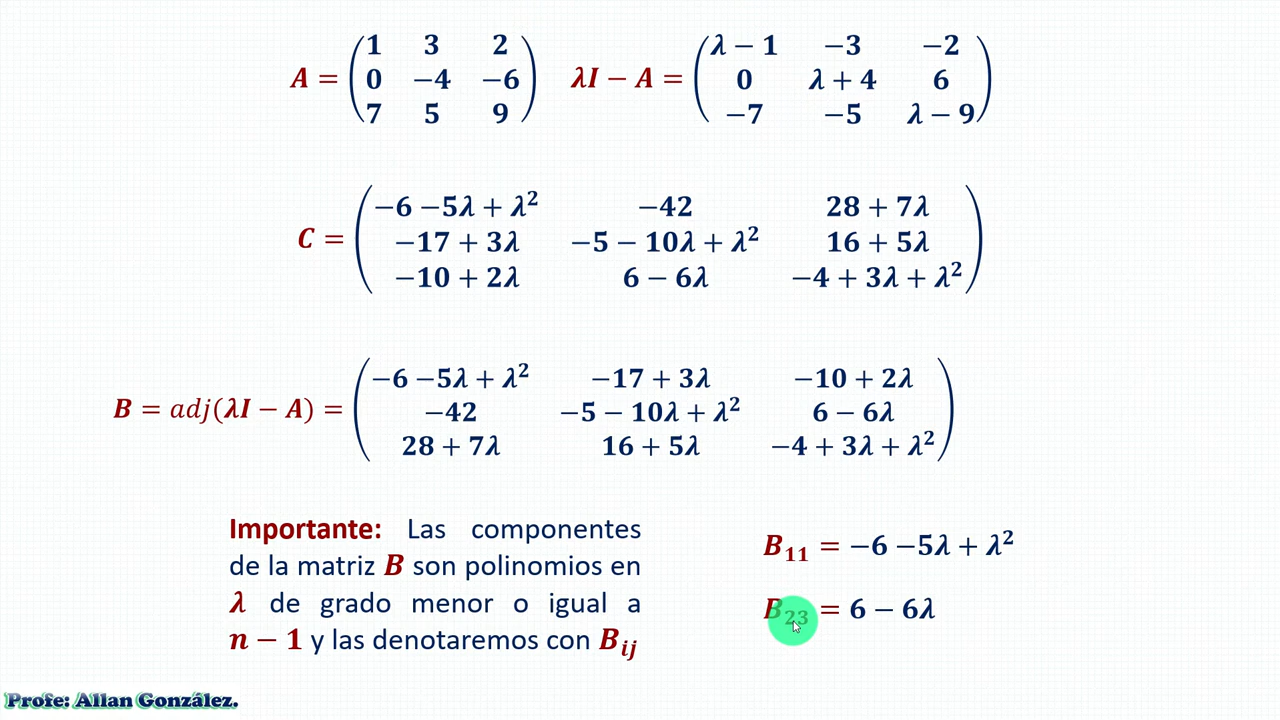 A = (1 3 2  λI − A = (λ − 1 −3 −2
0 −4 −6  0 λ + 4 6
7 5 9)  −7 −5 λ − 9)
C = (−6 −5λ + λ² −42 28 + 7λ
−17 + 3λ −5 − 10λ + λ² 16 + 5λ
−10 + 2λ 6 − 6λ −4 + 3λ + λ²)
B = adj(λI − A) = (−6 −5λ + λ² −17 + 3λ −10 + 2λ
−42 −5 − 10λ + λ² 6 − 6λ
28 + 7λ 16 + 5λ −4 + 3λ + λ²)
Importante: Las componentes
de la matriz B son polinomios en
λ de grado menor o igual a
n − 1 y las denotaremos con Bᵢⱼ
B₁₁ = −6 −5λ + λ²
B₂₃ = 6 − 6λ
Profe: Allan González.